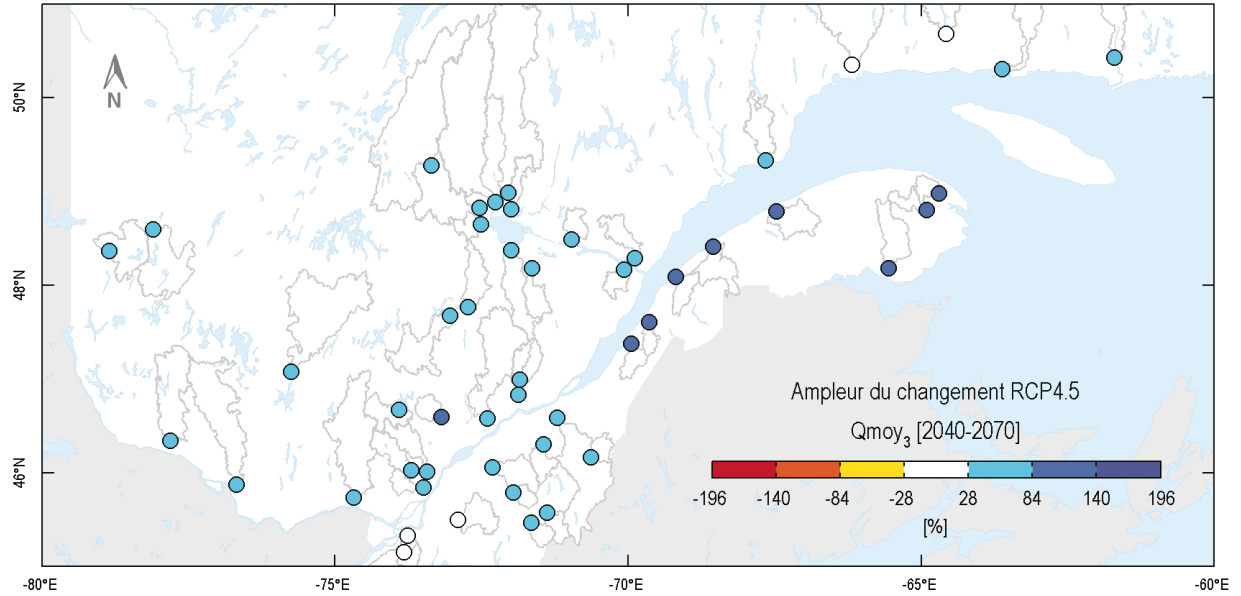 50°N
N
48°N
46°N
Ampleur du changement RCP4.5
Qmoy3 [2040-2070]
-196 -140 -84 -28 28 84 140 196
[%]
-80°E -75°E -70°E -65°E -60°E